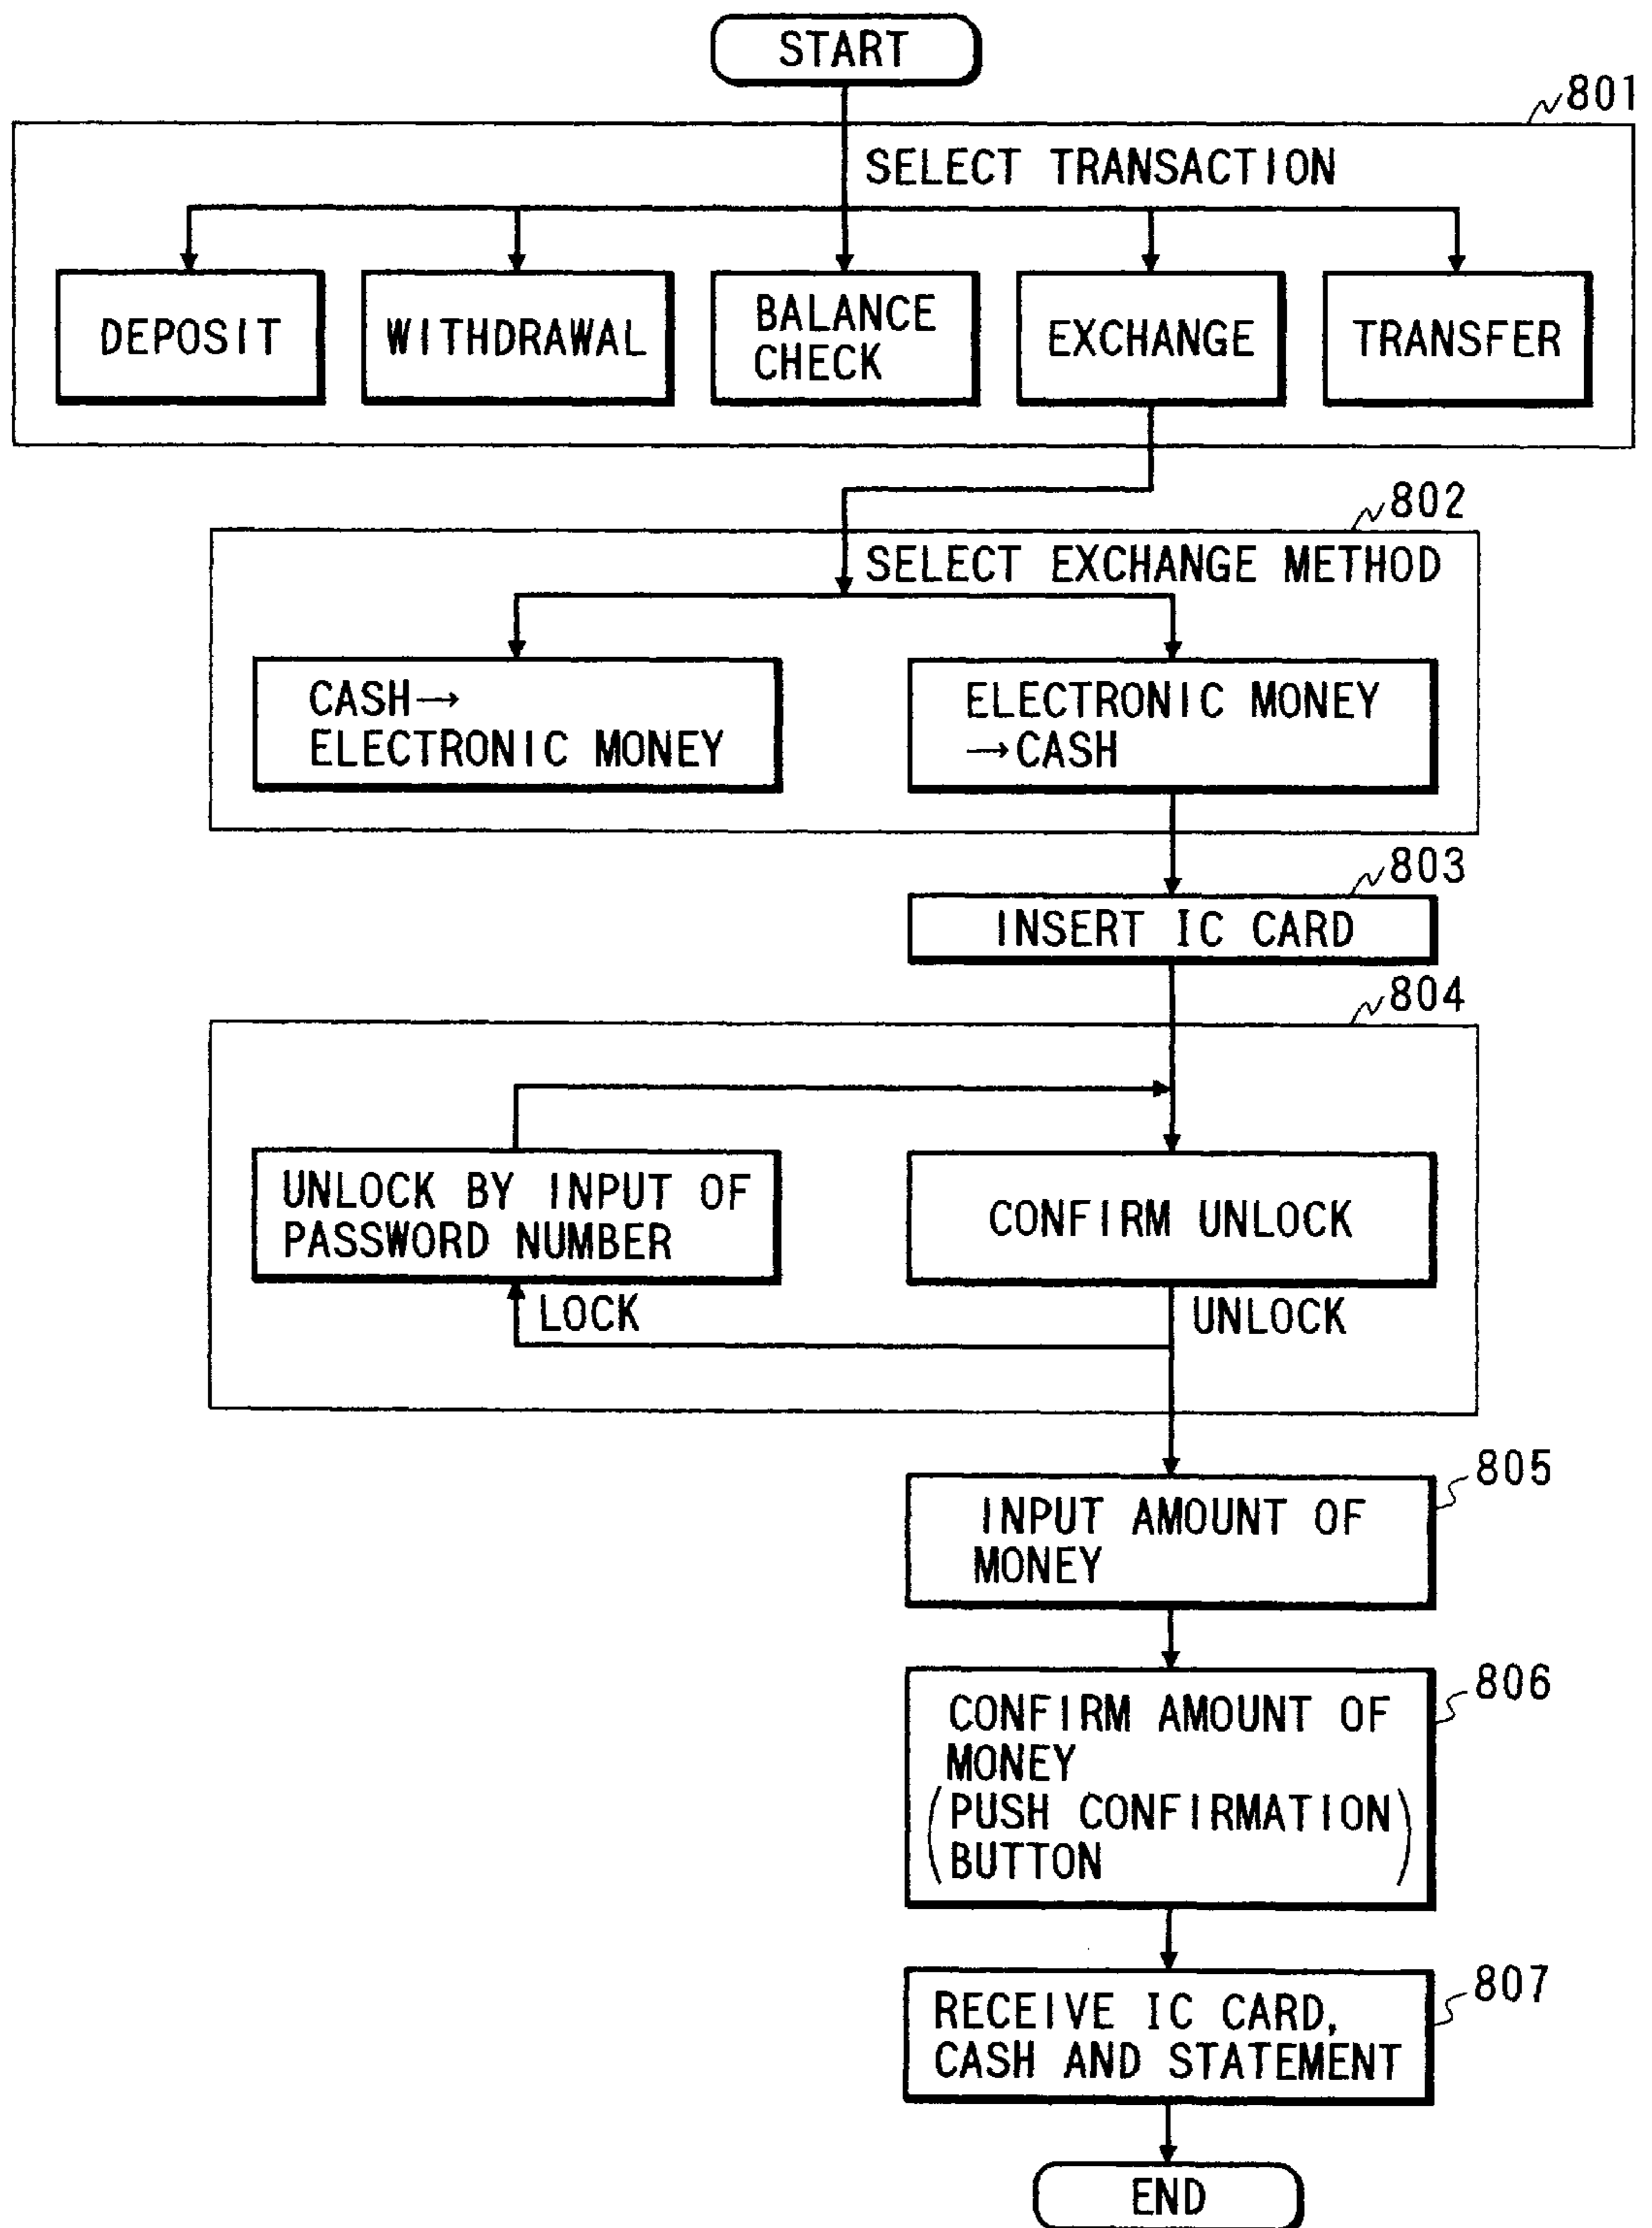 START
801
SELECT TRANSACTION
DEPOSIT
WITHDRAWAL
BALANCE
CHECK
EXCHANGE
TRANSFER
802
SELECT EXCHANGE METHOD
CASH→
ELECTRONIC MONEY
ELECTRONIC MONEY
→CASH
803
INSERT IC CARD
804
UNLOCK BY INPUT OF
PASSWORD NUMBER
CONFIRM UNLOCK
LOCK
UNLOCK
805
INPUT AMOUNT OF
MONEY
806
CONFIRM AMOUNT OF
MONEY
(PUSH CONFIRMATION
BUTTON)
807
RECEIVE IC CARD,
CASH AND STATEMENT
END